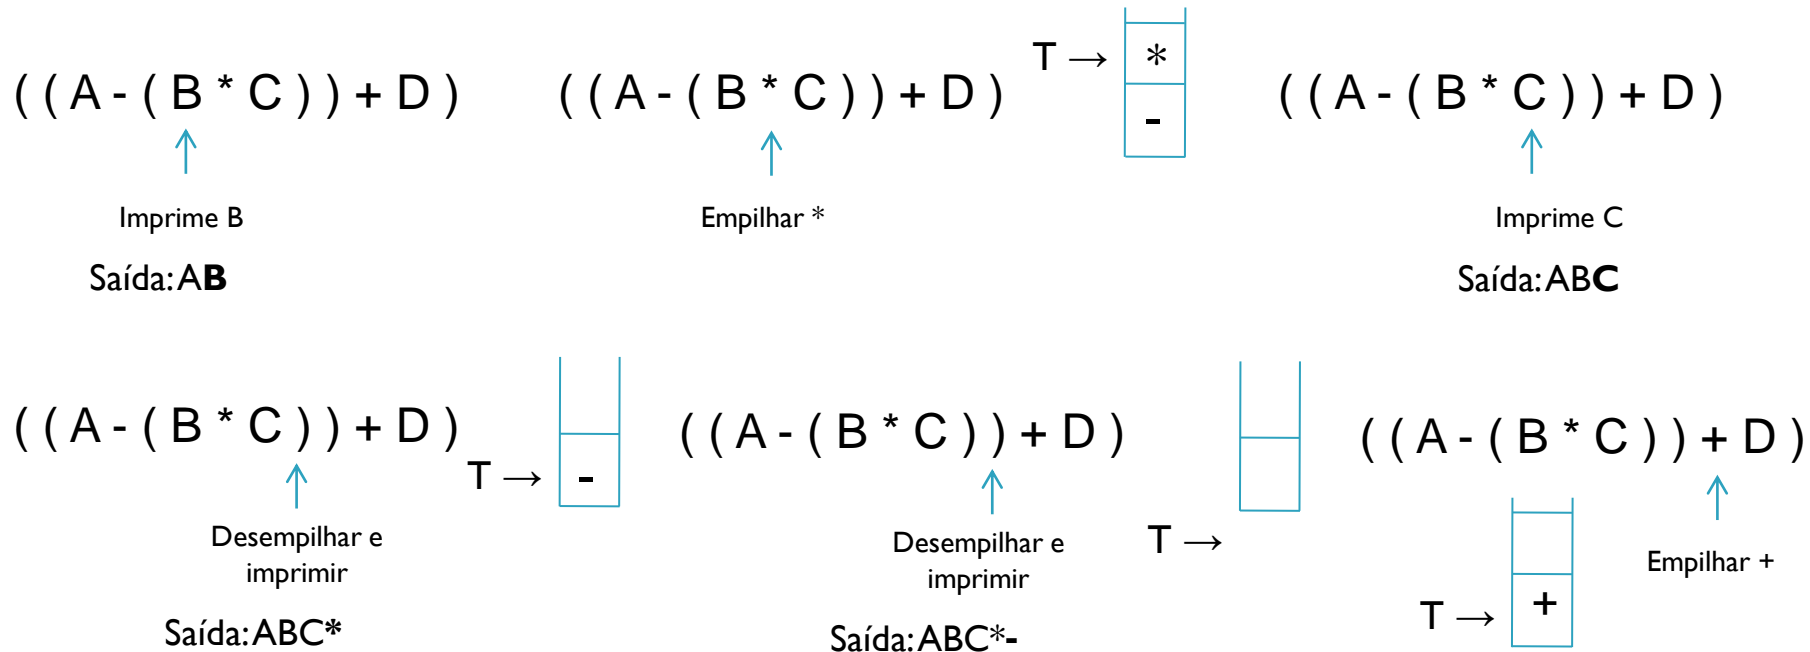 ( ( A - ( B * C ) ) + D )
Imprime B
Saída: AB
( ( A - ( B * C ) ) + D )
Empilhar *
T → *
-
( ( A - ( B * C ) ) + D )
Imprime C
Saída: ABC
( ( A - ( B * C ) ) + D )
T → -
Desempilhar e
imprimir
Saída: ABC*
( ( A - ( B * C ) ) + D )
Desempilhar e
imprimir
Saída: ABC*-
T →
( ( A - ( B * C ) ) + D )
Empilhar +
T → +